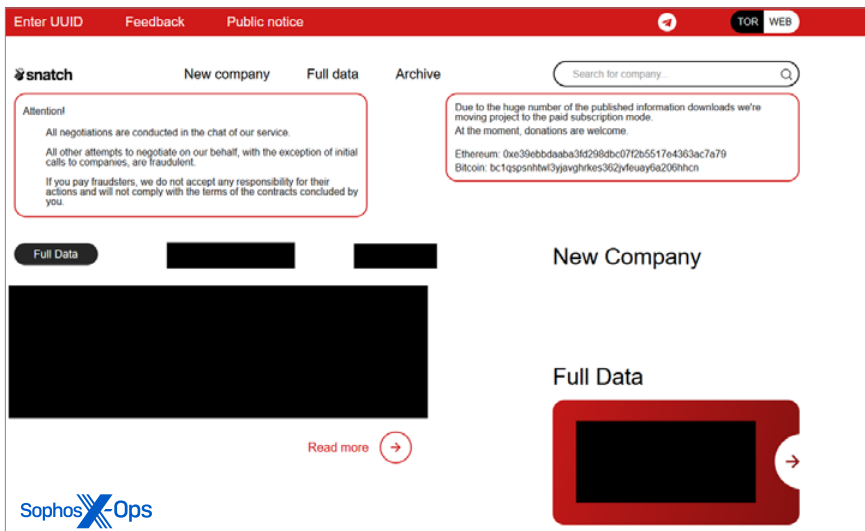 Enter UUID Feedback Public notice TOR WEB
snatch New company Full data Archive Search for company...
Attention!
All negotiations are conducted in the chat of our service.
All other attempts to negotiate on our behalf, with the exception of initial
calls to companies, are fraudulent.
If you pay fraudsters, we do not accept any responsibility for their
actions and will not comply with the terms of the contracts concluded by
you.
Due to the huge number of the published information downloads we're
moving project to the paid subscription mode.
At the moment, donations are welcome.
Ethereum: 0xe39ebbdaaba3fd298dbc07f2b5517e4363ac7a79
Bitcoin: bc1qspsnhtwl3yjavghrkes362jvfeuay6a206hhcn
Full Data
New Company
Full Data
Read more
Sophos X-Ops